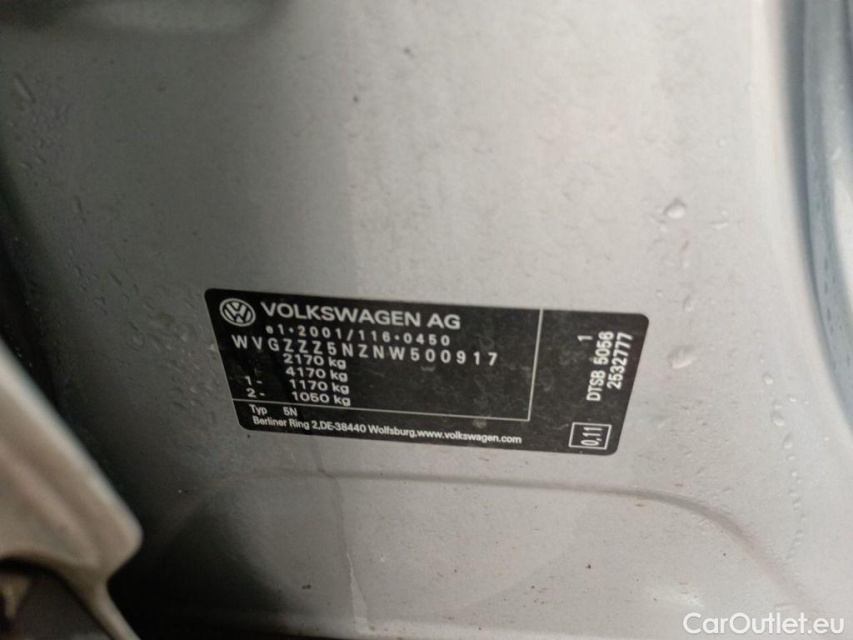 VOLKSWAGEN AG
e1*2001/116*0450
WVGZZZ5NZNW500917
2170 kg
4170 kg
1- 1170 kg
2- 1050 kg
Typ 5N
Berliner Ring 2,DE-38440 Wolfsburg,www.volkswagen.com
1
DTSB 5056
2532777
0,11
CarOutlet.eu